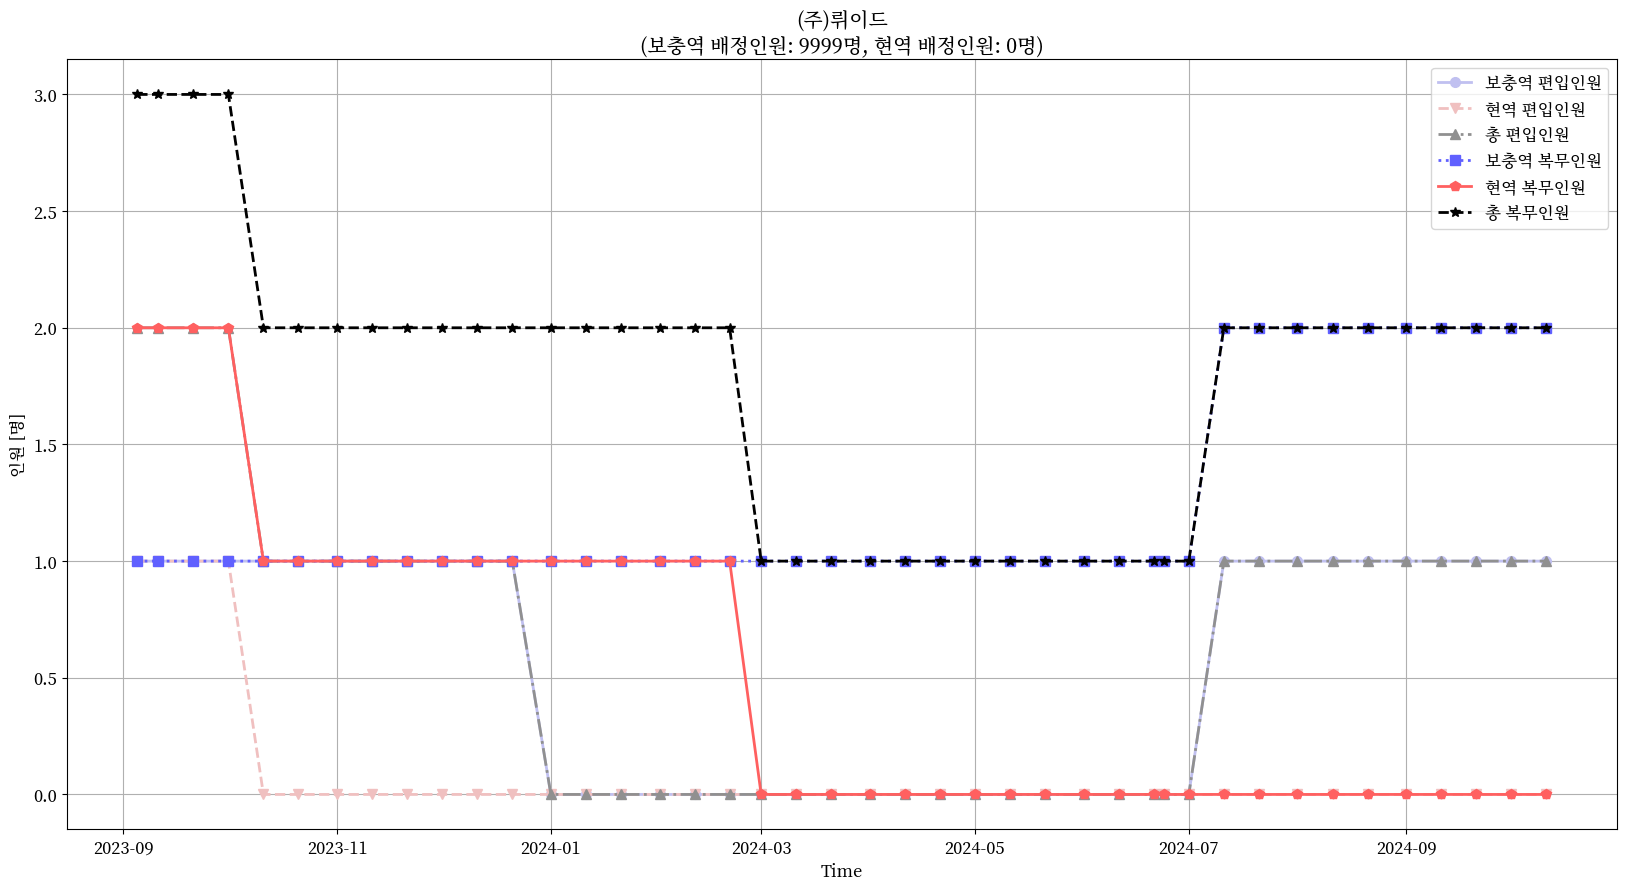 (주)뤼이드
(보충역 배정인원: 9999명, 현역 배정인원: 0명)
보충역 편입인원
현역 편입인원
총 편입인원
보충역 복무인원
현역 복무인원
총 복무인원
인원 [명]
3.0
2.5
2.0
1.5
1.0
0.5
0.0
2023-09 2023-11 2024-01 2024-03 2024-05 2024-07 2024-09
Time